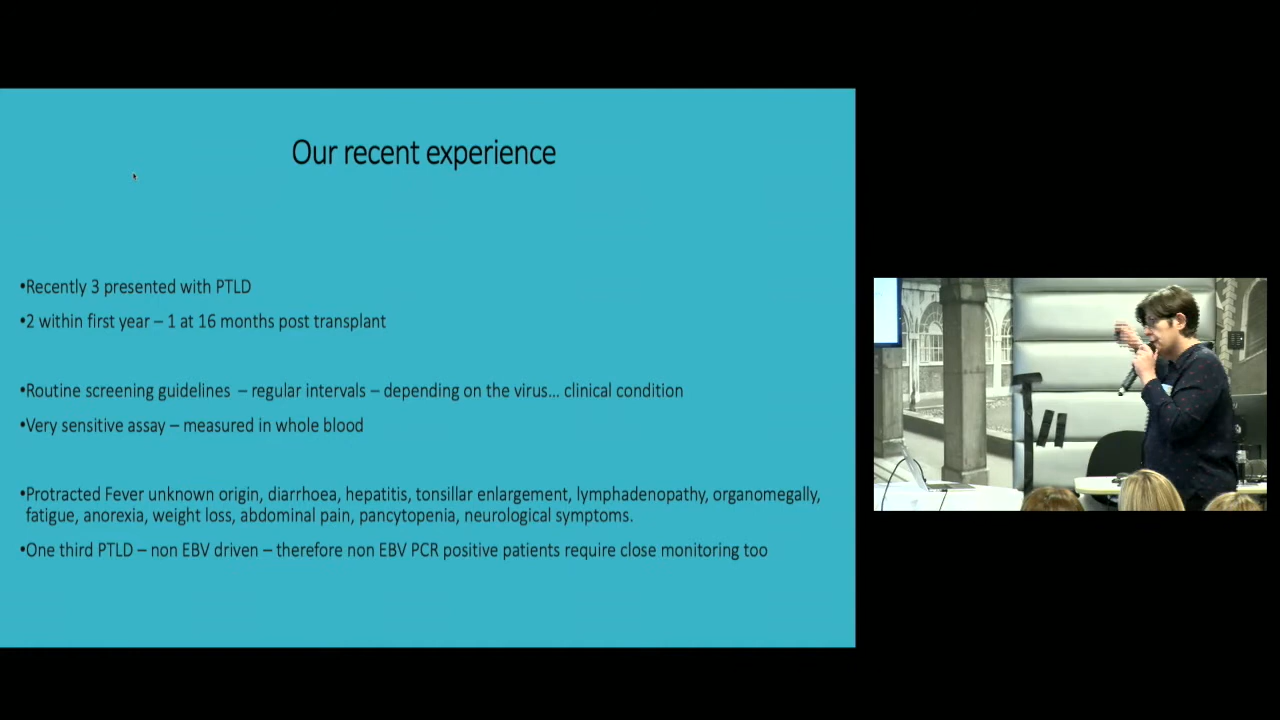 Our recent experience
•Recently 3 presented with PTLD
•2 within first year – 1 at 16 months post transplant
•Routine screening guidelines – regular intervals – depending on the virus... clinical condition
•Very sensitive assay – measured in whole blood
•Protracted Fever unknown origin, diarrhoea, hepatitis, tonsillar enlargement, lymphadenopathy, organomegally,
fatigue, anorexia, weight loss, abdominal pain, pancytopenia, neurological symptoms.
•One third PTLD – non EBV driven – therefore non EBV PCR positive patients require close monitoring too